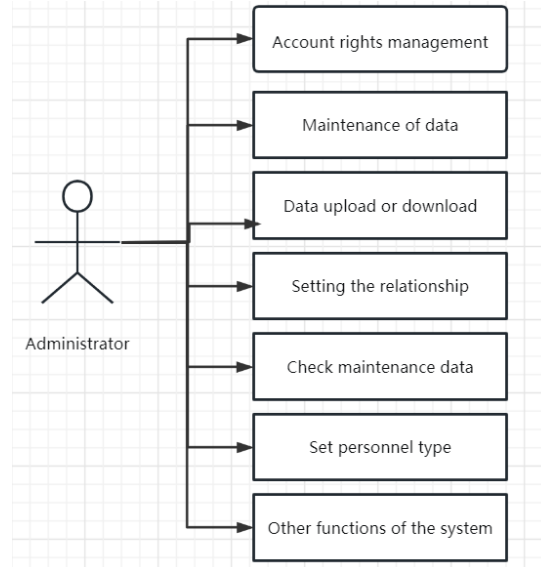 Account rights management
Maintenance of data
Data upload or download
Setting the relationship
Check maintenance data
Set personnel type
Other functions of the system
Administrator